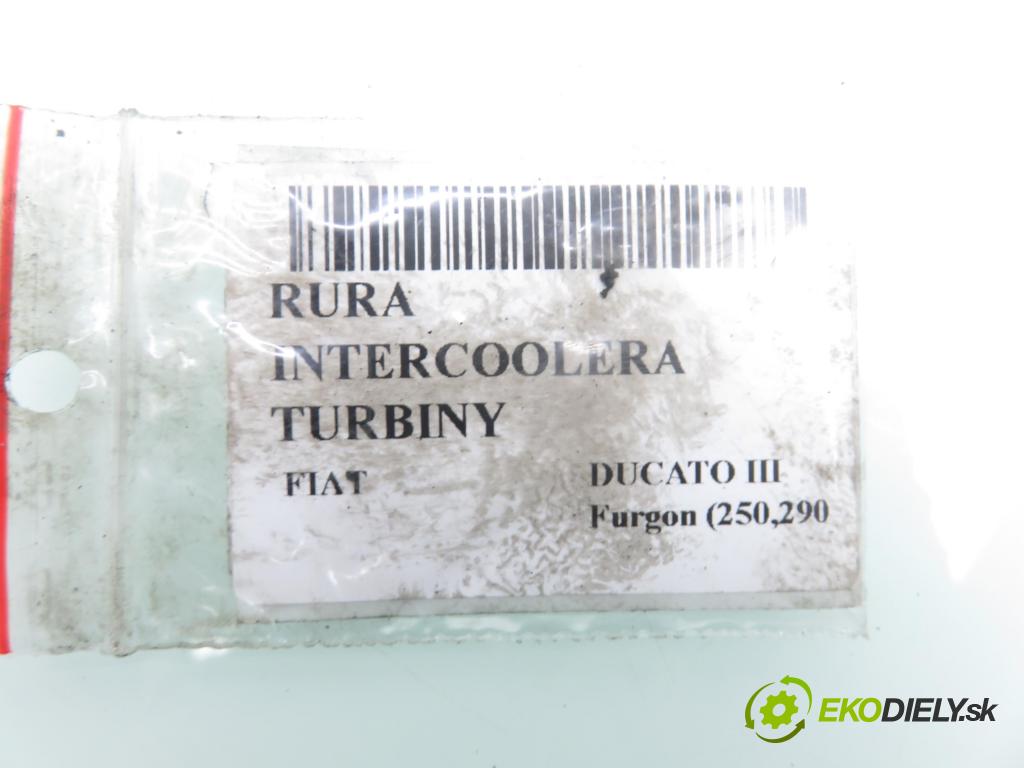 RURA
INTERCOOLERA
TURBINY
FIAT
DUCATO III
Furgon (250,290
EKODIELY.sk